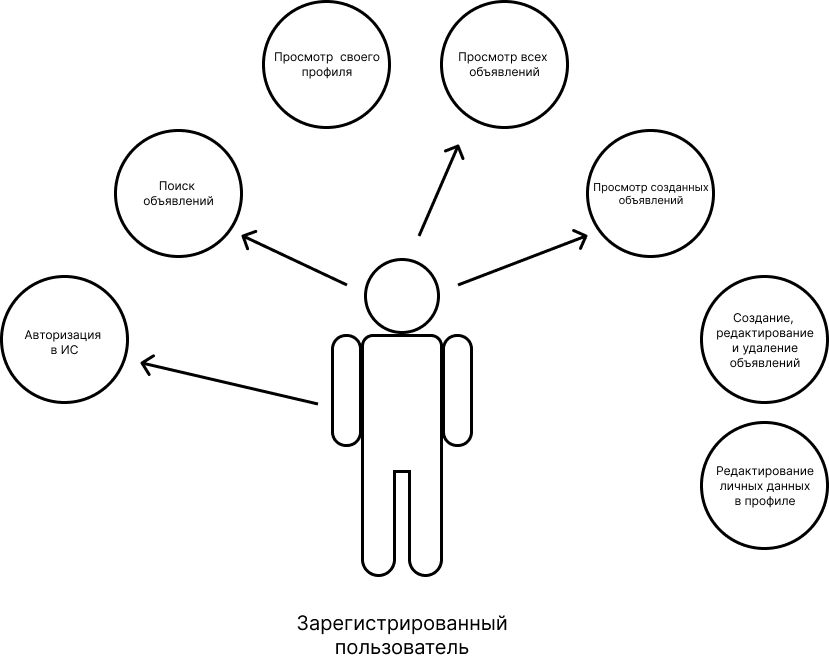 Просмотр своего
профиля
Просмотр всех
объявлений
Поиск
объявлений
Просмотр созданных
объявлений
Авторизация
в ИС
Создание,
редактирование
и удаление
объявлений
Редактирование
личных данных
в профиле
Зарегистрированный
пользователь